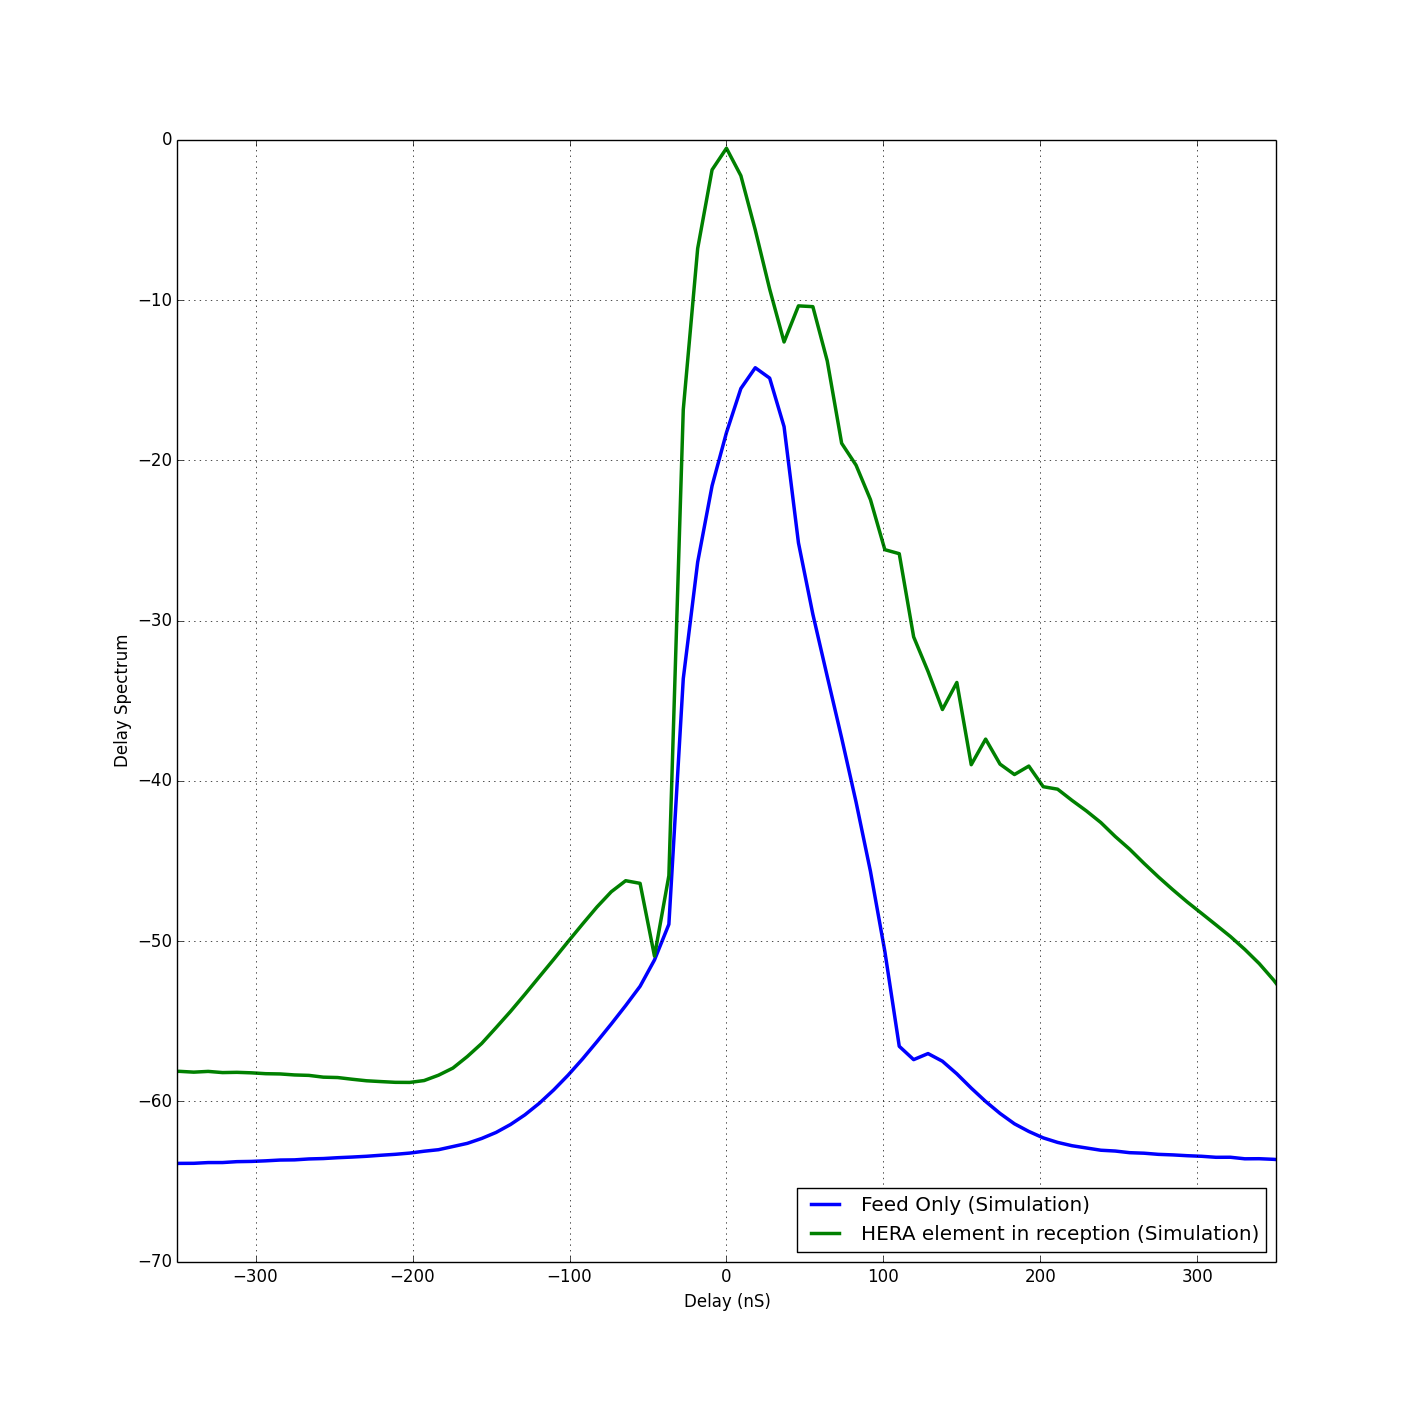 0
−10
−20
−30
−40
−50
−60
−70
Delay Spectrum
−300 −200 −100 0 100 200 300
Delay (nS)
Feed Only (Simulation)
HERA element in reception (Simulation)